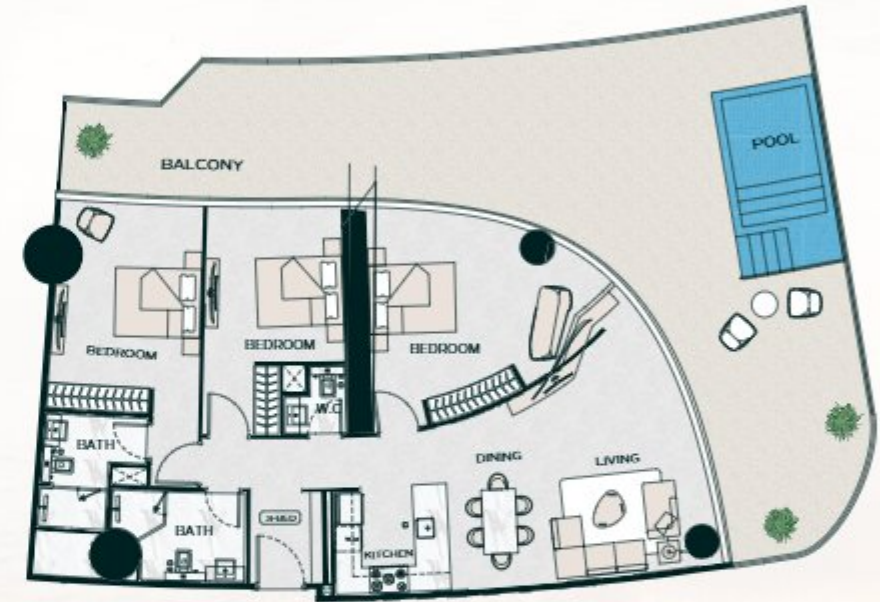 BALCONY
POOL
BEDROOM
BEDROOM
BEDROOM
W.C
BATH
DINING
LIVING
BATH
KITCHEN